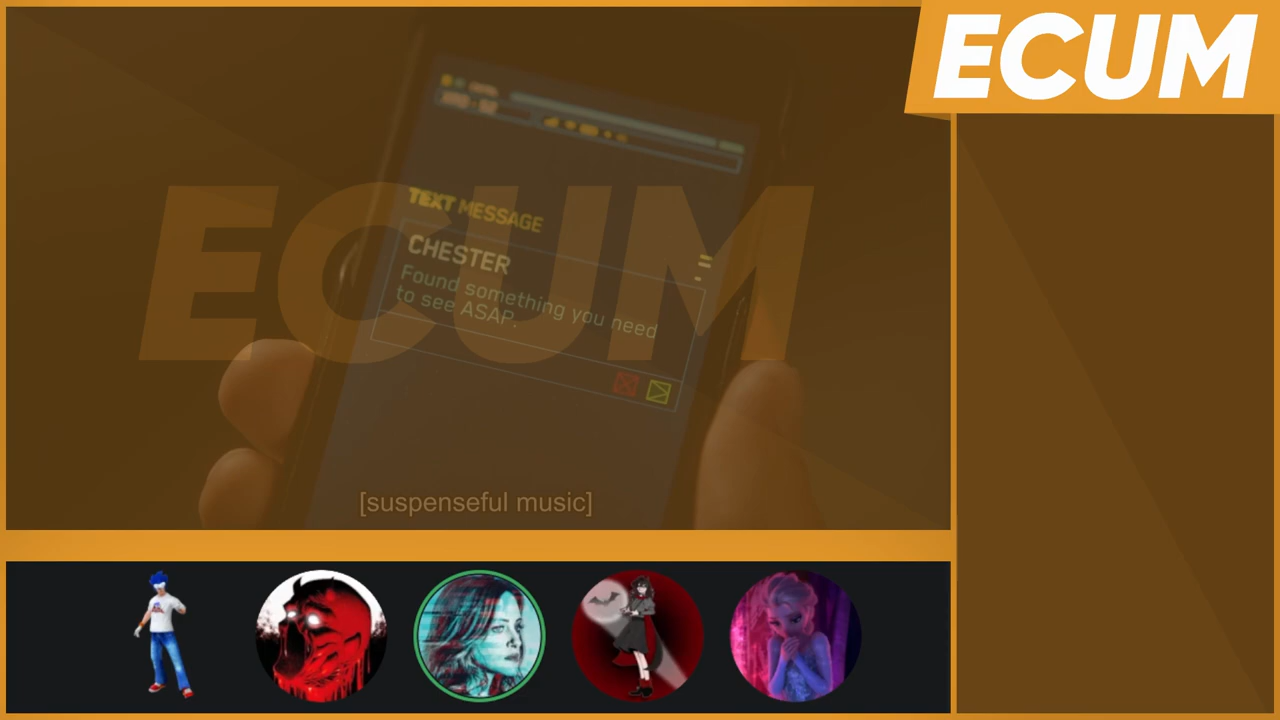 ECUM
ECUM
TEXT MESSAGE
CHESTER
Found something you need
to see ASAP.
[suspenseful music]